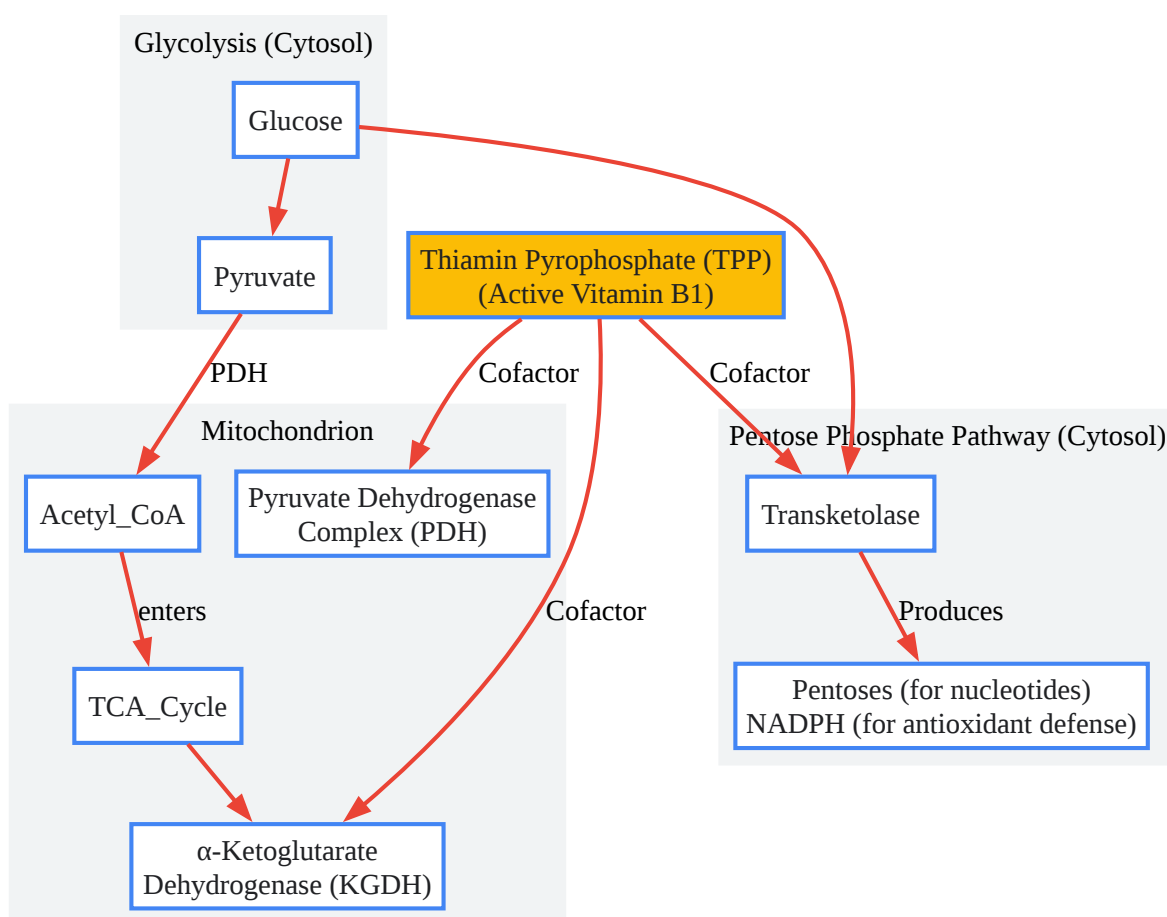 Glycolysis (Cytosol)
Glucose
Pyruvate
Thiamin Pyrophosphate (TPP)
(Active Vitamin B1)
PDH
Cofactor
Cofactor
Mitochondrion
Pentose Phosphate Pathway (Cytosol)
Acetyl_CoA
Pyruvate Dehydrogenase
Complex (PDH)
Transketolase
enters
Cofactor
Produces
TCA_Cycle
Pentoses (for nucleotides)
NADPH (for antioxidant defense)
α-Ketoglutarate
Dehydrogenase (KGDH)